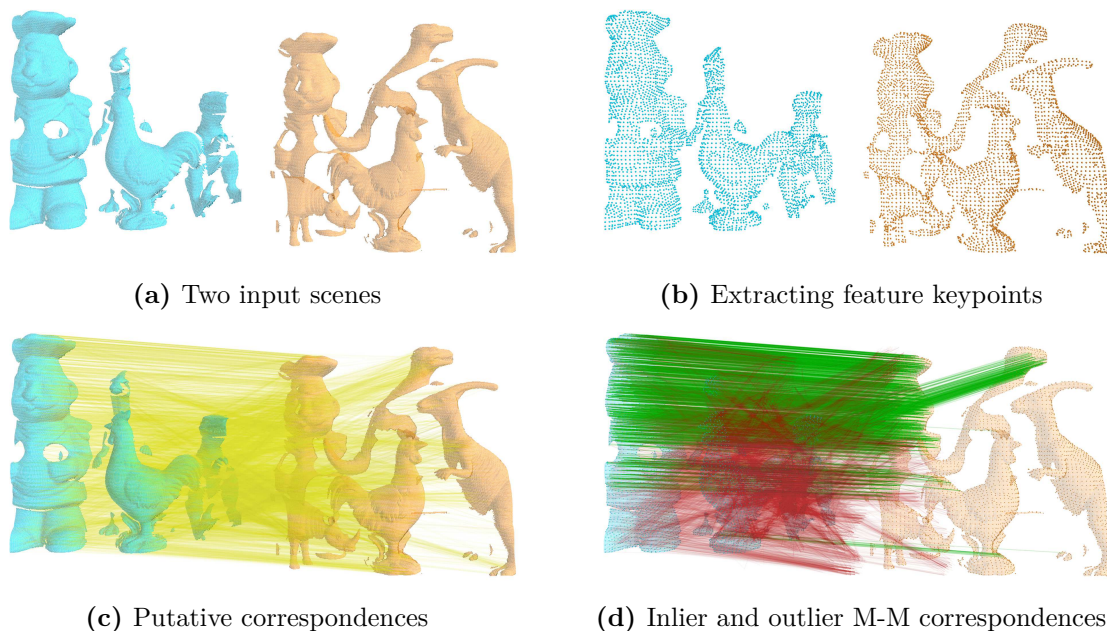 (a) Two input scenes
(b) Extracting feature keypoints
(c) Putative correspondences
(d) Inlier and outlier M-M correspondences